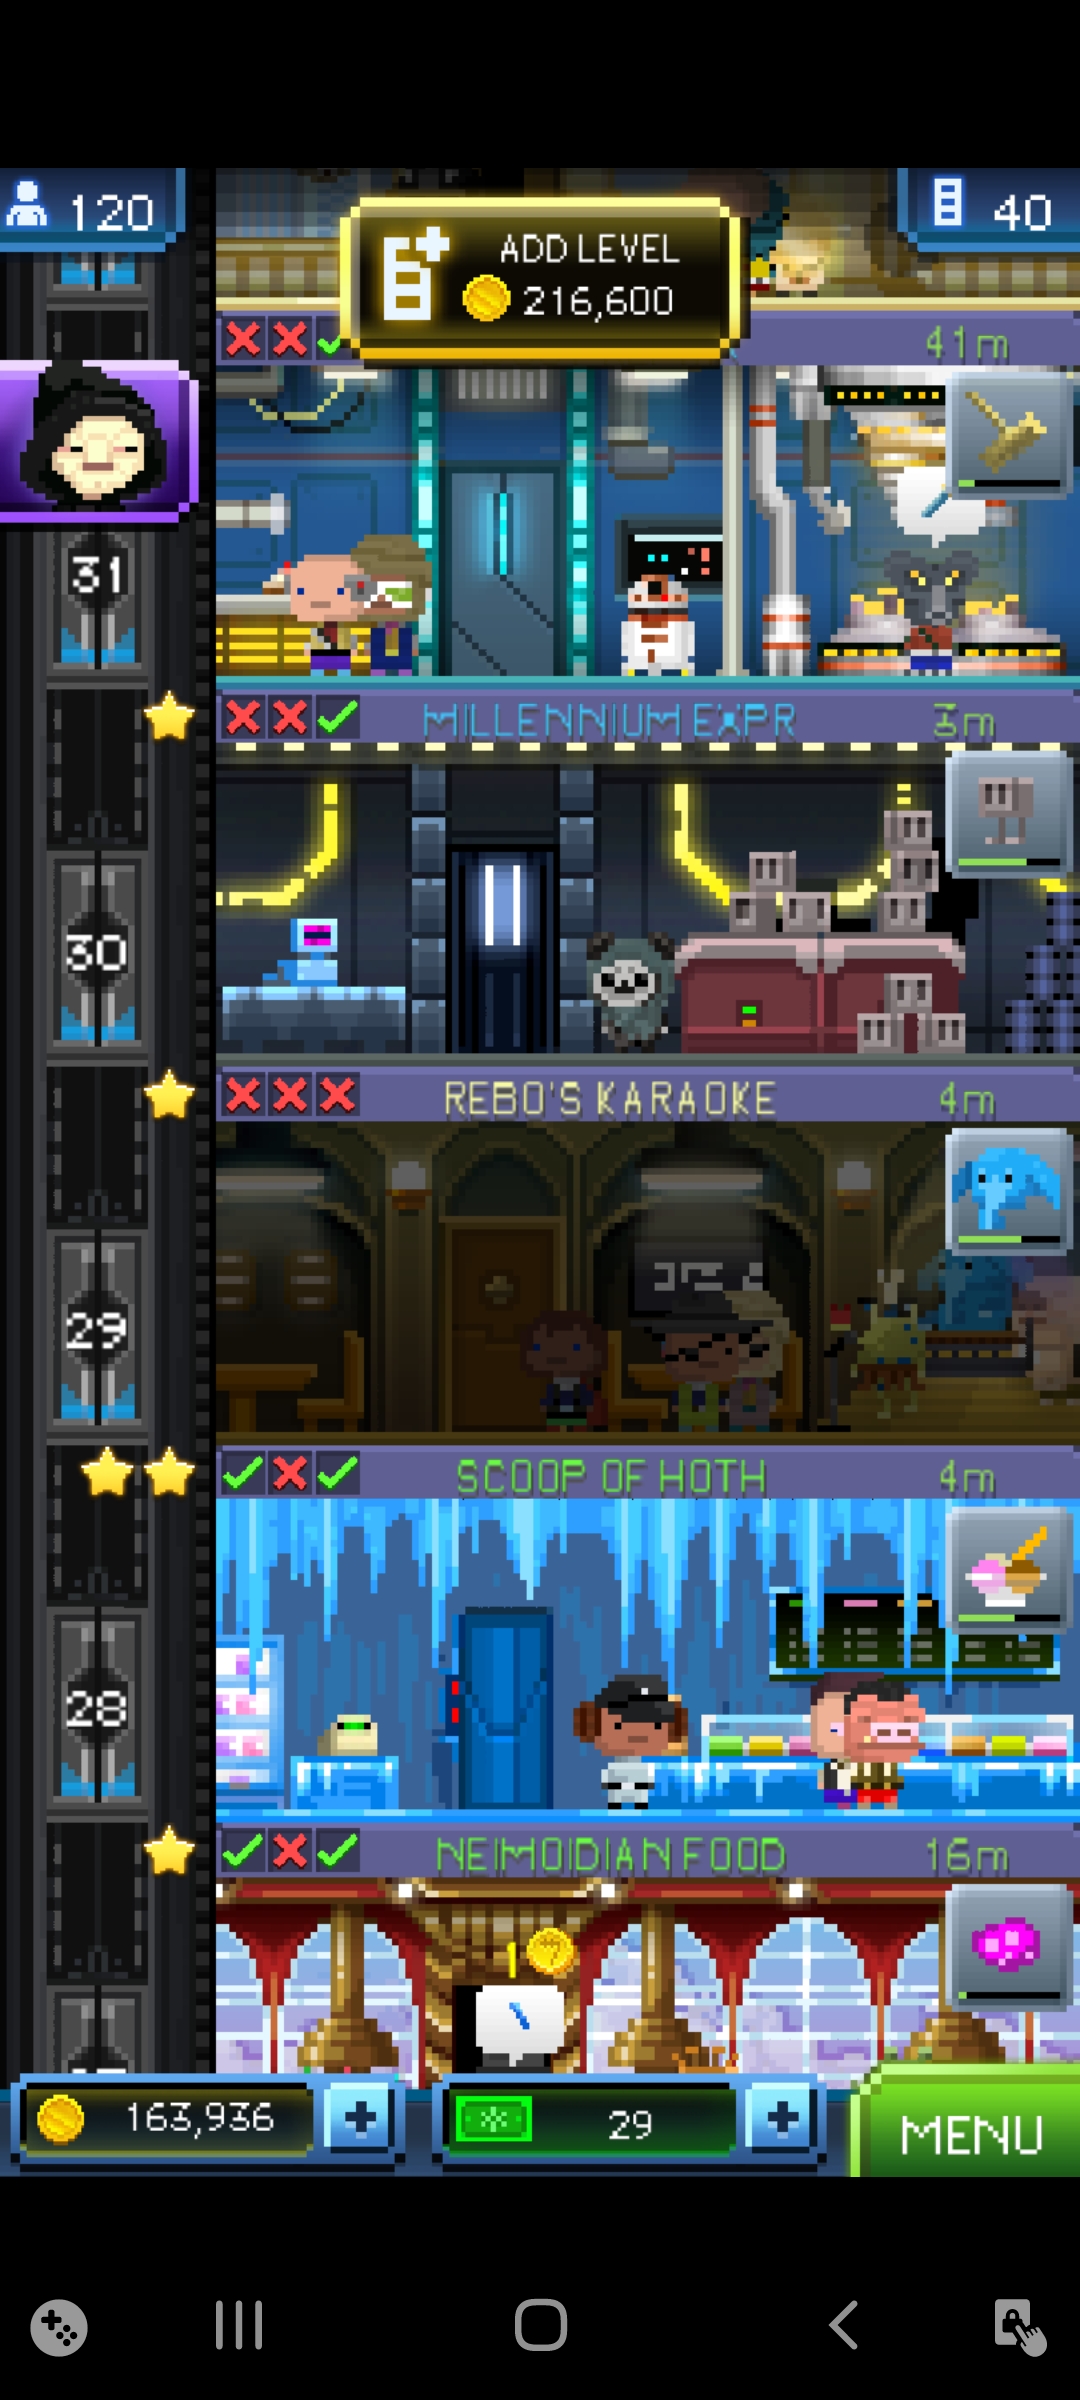 120
ADD LEVEL
216,600
40
41m
31
MILLENNIUM EXPR
3m
30
REBO'S KARAOKE
4m
29
SCOOP OF HOTH
4m
28
NEIMOIDIAN FOOD
16m
1
163,936
29
MENU